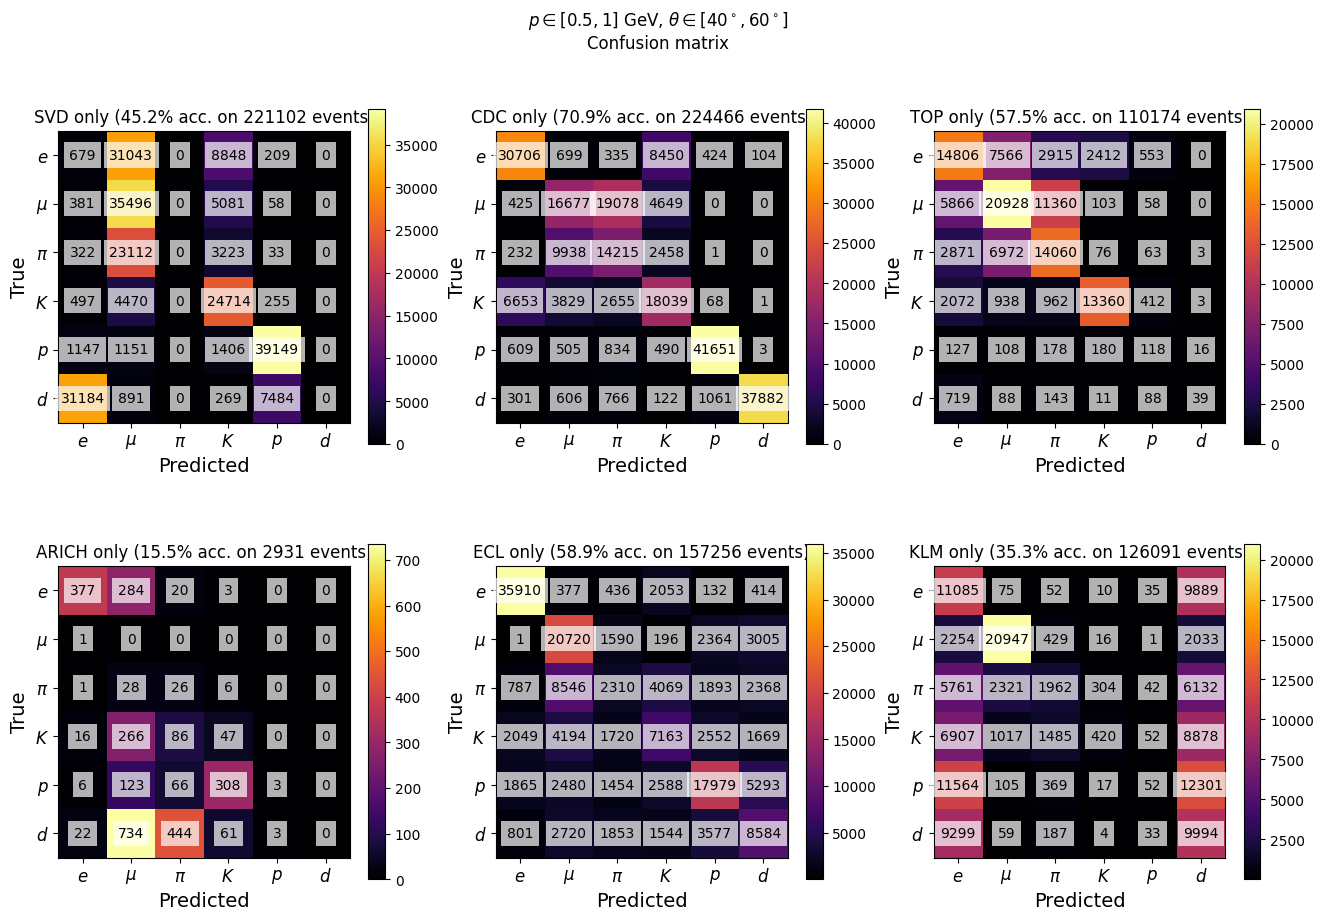 p ∈ [0.5, 1] GeV, θ ∈ [40°, 60°]
Confusion matrix
SVD only (45.2% acc. on 221102 events
e 679 31043 0 8848 209 0
μ 381 35496 0 5081 58 0
π 322 23112 0 3223 33 0
K 497 4470 0 24714 255 0
p 1147 1151 0 1406 39149 0
d 31184 891 0 269 7484 0
e μ π K p d
Predicted
True
35000
30000
25000
20000
15000
10000
5000
0
CDC only (70.9% acc. on 224466 events
e 30706 699 335 8450 424 104
μ 425 16677 19078 4649 0 0
π 232 9938 14215 2458 1 0
K 6653 3829 2655 18039 68 1
p 609 505 834 490 41651 3
d 301 606 766 122 1061 37882
e μ π K p d
Predicted
True
40000
35000
30000
25000
20000
15000
10000
5000
0
TOP only (57.5% acc. on 110174 events
e 14806 7566 2915 2412 553 0
μ 5866 20928 11360 103 58 0
π 2871 6972 14060 76 63 3
K 2072 938 962 13360 412 3
p 127 108 178 180 118 16
d 719 88 143 11 88 39
e μ π K p d
Predicted
True
20000
17500
15000
12500
10000
7500
5000
2500
0
ARICH only (15.5% acc. on 2931 events
e 377 284 20 3 0 0
μ 1 0 0 0 0 0
π 1 28 26 6 0 0
K 16 266 86 47 0 0
p 6 123 66 308 3 0
d 22 734 444 61 3 0
e μ π K p d
Predicted
True
700
600
500
400
300
200
100
0
ECL only (58.9% acc. on 157256 events)
e 35910 377 436 2053 132 414
μ 1 20720 1590 196 2364 3005
π 787 8546 2310 4069 1893 2368
K 2049 4194 1720 7163 2552 1669
p 1865 2480 1454 2588 17979 5293
d 801 2720 1853 1544 3577 8584
e μ π K p d
Predicted
True
35000
30000
25000
20000
15000
10000
5000
KLM only (35.3% acc. on 126091 events
e 11085 75 52 10 35 9889
μ 2254 20947 429 16 1 2033
π 5761 2321 1962 304 42 6132
K 6907 1017 1485 420 52 8878
p 11564 105 369 17 52 12301
d 9299 59 187 4 33 9994
e μ π K p d
Predicted
True
20000
17500
15000
12500
10000
7500
5000
2500